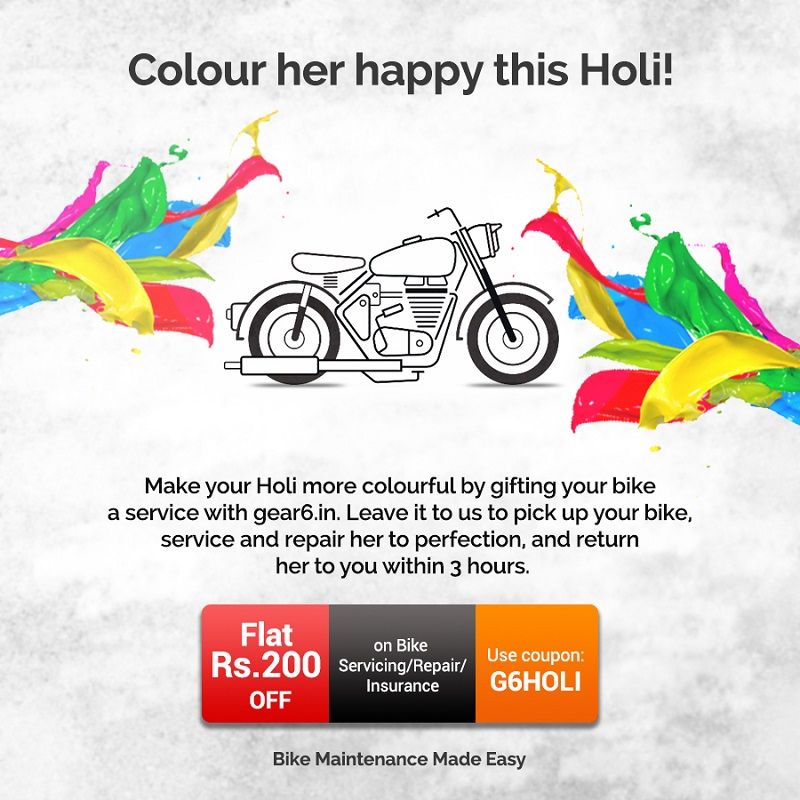 Colour her happy this Holi!
Make your Holi more colourful by gifting your bike
a service with gear6.in. Leave it to us to pick up your bike,
service and repair her to perfection, and return
her to you within 3 hours.
Flat
Rs.200
OFF
on Bike
Servicing/Repair/
Insurance
Use coupon:
G6HOLI
Bike Maintenance Made Easy